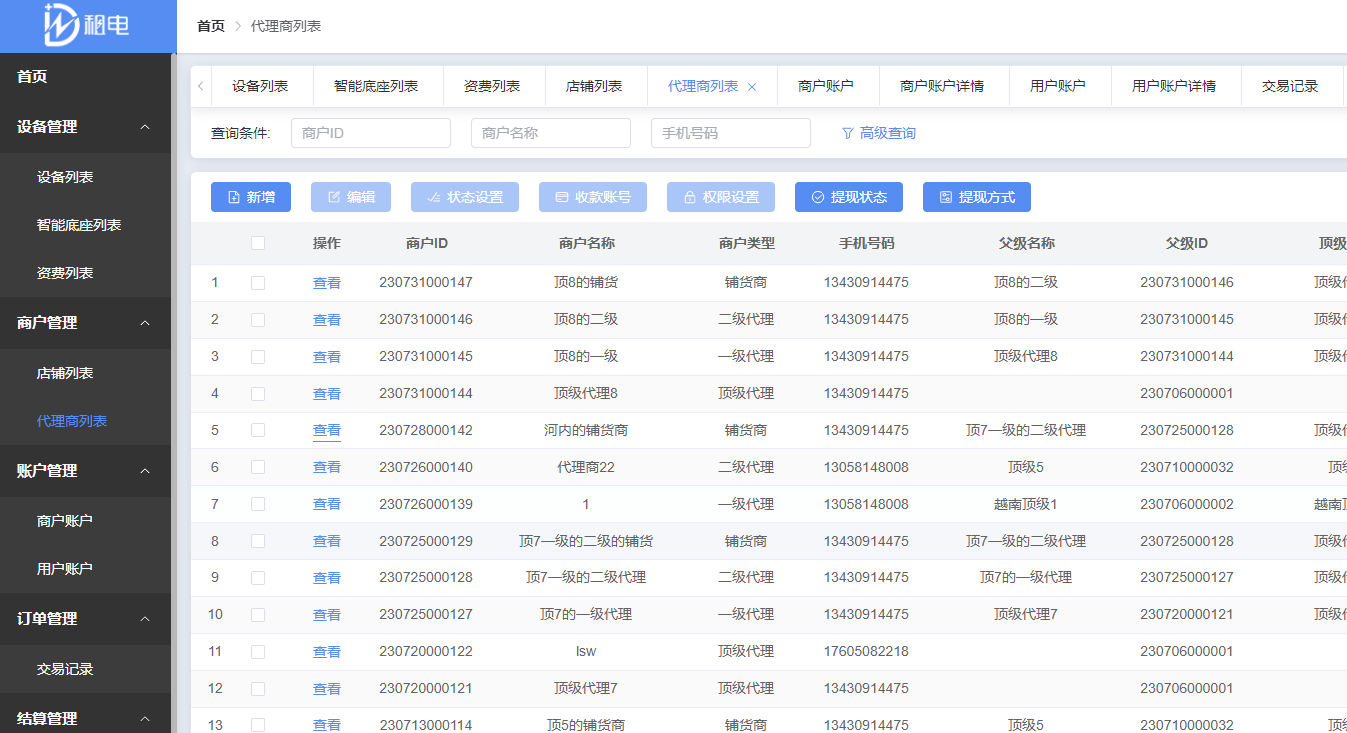 租电
首页 > 代理商列表
首页
设备管理
设备列表
智能底座列表
资费列表
商户管理
店铺列表
代理商列表
账户管理
商户账户
用户账户
订单管理
交易记录
结算管理
设备列表 智能底座列表 资费列表 店铺列表 代理商列表 商户账户 商户账户详情 用户账户 用户账户详情 交易记录
查询条件: 商户ID 商户名称 手机号码 高级查询
新增 编辑 状态设置 收款账号 权限设置 提现状态 提现方式
操作 商户ID 商户名称 商户类型 手机号码 父级名称 父级ID 顶级
1 查看 230731000147 顶8的铺货 铺货商 13430914475 顶8的二级 230731000146 顶级
2 查看 230731000146 顶8的二级 二级代理 13430914475 顶8的一级 230731000145 顶级
3 查看 230731000145 顶8的一级 一级代理 13430914475 顶级代理8 230731000144 顶级
4 查看 230731000144 顶级代理8 顶级代理 13430914475 230706000001
5 查看 230728000142 河内的铺货商 铺货商 13430914475 顶7一级的二级代理 230725000128 顶级
6 查看 230726000140 代理商22 二级代理 13058148008 顶级5 230710000032 顶
7 查看 230726000139 1 一级代理 13058148008 越南顶级1 230706000002 越南
8 查看 230725000129 顶7一级的二级的铺货 铺货商 13430914475 顶7一级的二级代理 230725000128 顶级
9 查看 230725000128 顶7一级的二级代理 二级代理 13430914475 顶7的一级代理 230725000127 顶级
10 查看 230725000127 顶7的一级代理 一级代理 13430914475 顶级代理7 230720000121 顶级
11 查看 230720000122 lsw 顶级代理 17605082218 230706000001
12 查看 230720000121 顶级代理7 顶级代理 13430914475 230706000001
13 查看 230713000114 顶5的铺货商 铺货商 13430914475 顶级5 230710000032 顶